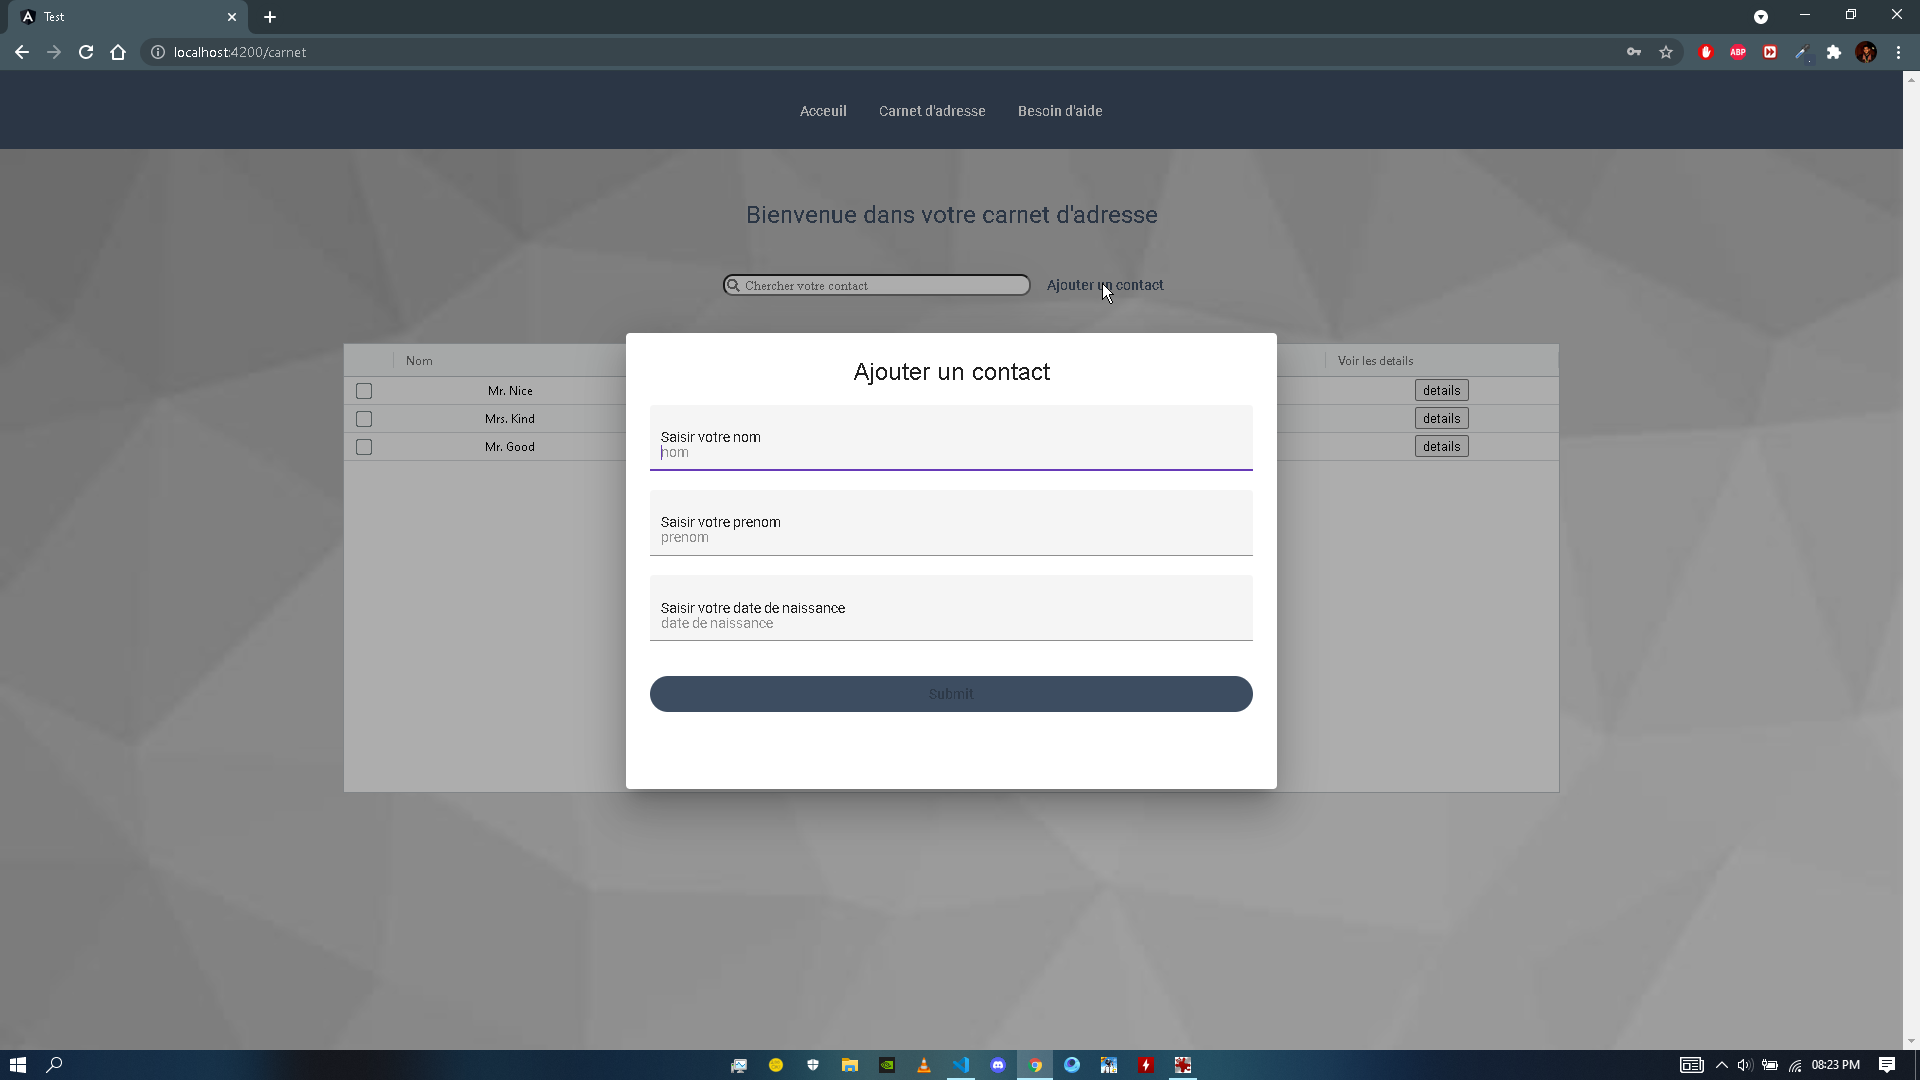 Test
localhost:4200/carnet
ABP
Acceuil Carnet d'adresse Besoin d'aide
Bienvenue dans votre carnet d'adresse
Chercher votre contact Ajouter un contact
Nom Voir les details
Mr. Nice details
Mrs. Kind details
Mr. Good details
Ajouter un contact
Saisir votre nom
nom
Saisir votre prenom
prenom
Saisir votre date de naissance
date de naissance
Submit
08:23 PM